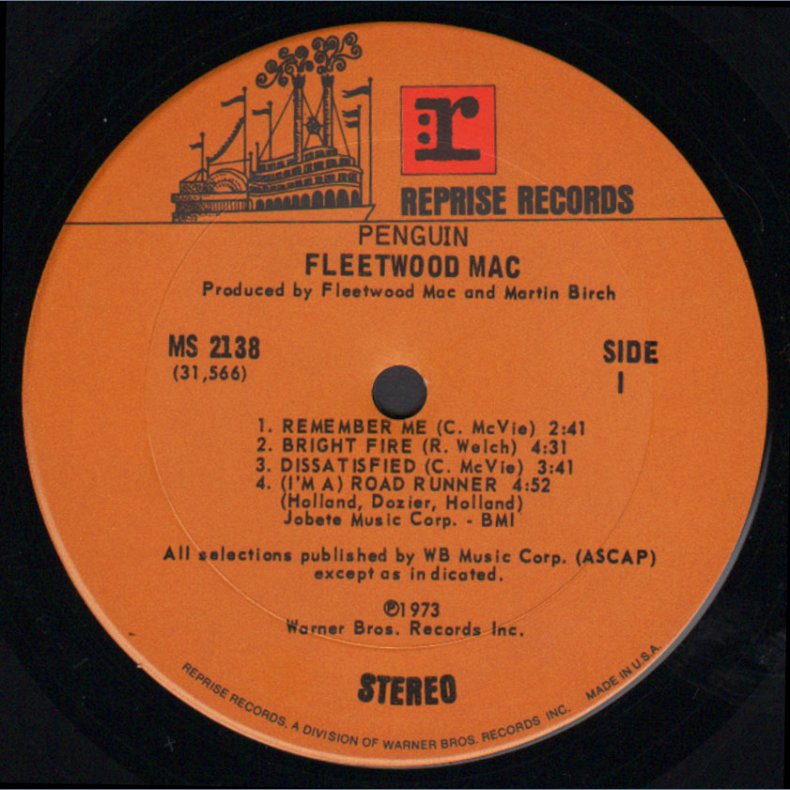 r:
REPRISE RECORDS
PENGUIN
FLEETWOOD MAC
Produced by Fleetwood Mac and Martin Birch
MS 2138
(31,566)
SIDE
1
1. REMEMBER ME (C. McVie) 2:41
2. BRIGHT FIRE (R. Welch) 4:31
3. DISSATISFIED (C. McVie) 3:41
4. (I'M A) ROAD RUNNER 4:52
(Holland, Dozier, Holland)
Jobete Music Corp. - BMI
All selections published by WB Music Corp. (ASCAP)
except as indicated.
℗1973
Warner Bros. Records Inc.
STEREO
REPRISE RECORDS, A DIVISION OF WARNER BROS. RECORDS INC. MADE IN U.S.A.